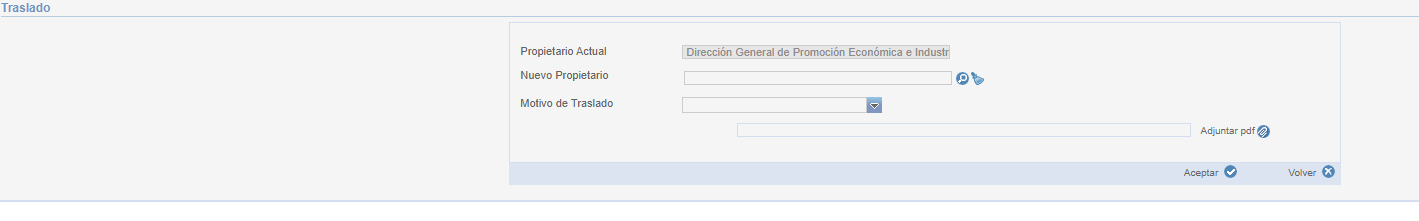 Traslado
Propietario Actual
Dirección General de Promoción Económica e Industr
Nuevo Propietario
Motivo de Traslado
Adjuntar pdf
Aceptar
Volver